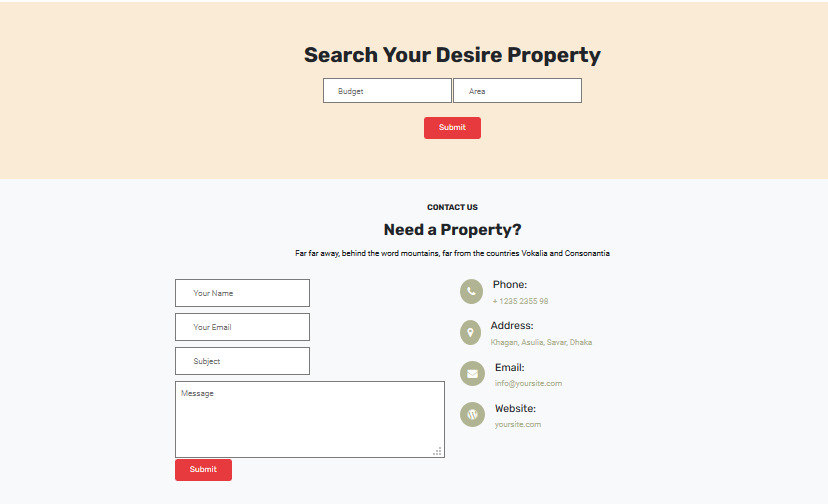 Search Your Desire Property
Budget
Area
Submit
CONTACT US
Need a Property?
Far far away, behind the word mountains, far from the countries Vokalia and Consonantia
Your Name
Your Email
Subject
Message
Submit
Phone:
+ 1235 2355 98
Address:
Khagan, Asulia, Savar, Dhaka
Email:
info@yoursite.com
Website:
yoursite.com